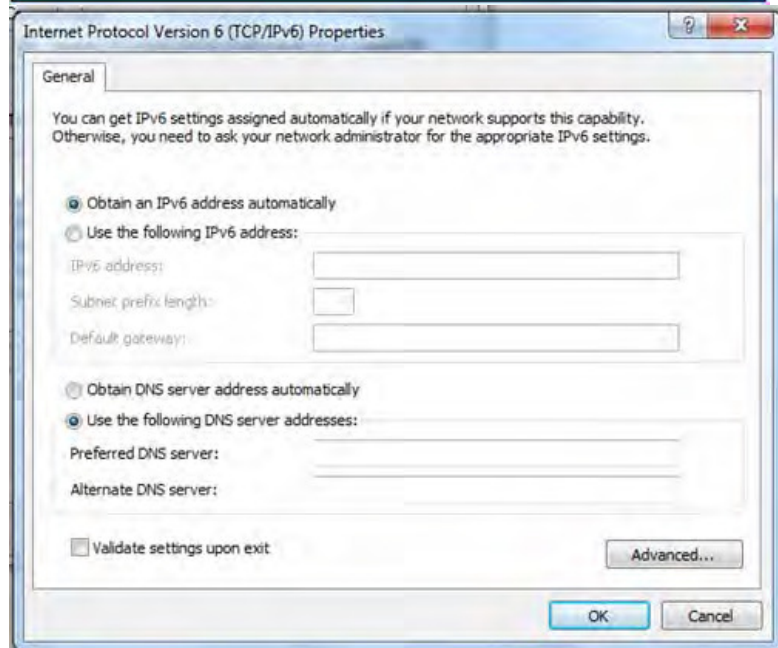 Internet Protocol Version 6 (TCP/IPv6) Properties
General
You can get IPv6 settings assigned automatically if your network supports this capability.
Otherwise, you need to ask your network administrator for the appropriate IPv6 settings.
Obtain an IPv6 address automatically
Use the following IPv6 address:
IPv6 address:
Subnet prefix length:
Default gateway:
Obtain DNS server address automatically
Use the following DNS server addresses:
Preferred DNS server:
Alternate DNS server:
Validate settings upon exit
Advanced...
OK
Cancel